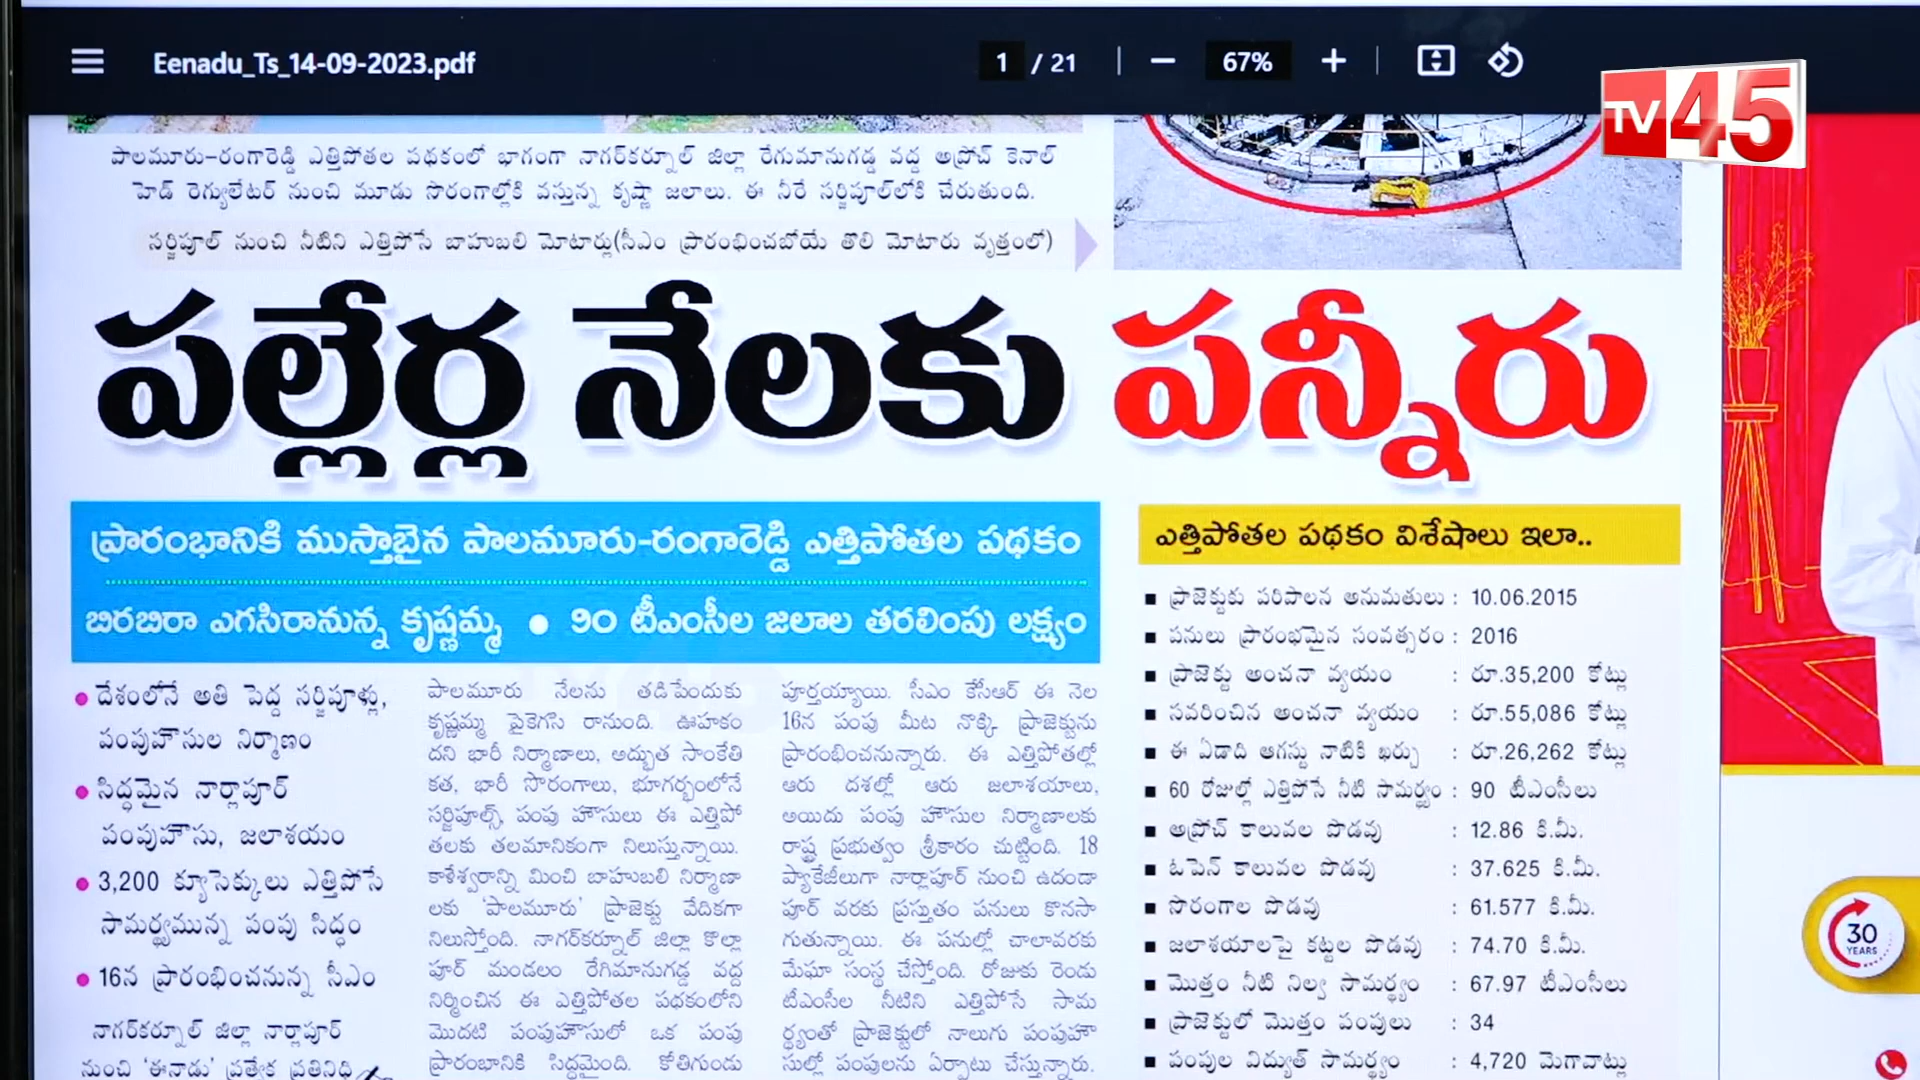 Eenadu_Ts_14-09-2023.pdf
1 / 21
67%
TV 45
పాలమూరు-రంగారెడ్డి ఎత్తిపోతల పథకంలో భాగంగా నాగర్‌కర్నూల్ జిల్లా రేగుమానుగడ్డ వద్ద అప్రోచ్ కెనాల్
హెడ్ రెగ్యులేటర్ నుంచి మూడు సొరంగాల్లోకి వస్తున్న కృష్ణా జలాలు. ఈ నీరే సర్జిపూల్‌లోకి చేరుతుంది.
సర్జిపూల్ నుంచి నీటిని ఎత్తిపోసే బాహుబలి మోటార్లు(సీఎం ప్రారంభించబోయే తొలి మోటారు వృత్తంలో)
పల్లేర్ల నేలకు పన్నీరు
ప్రారంభానికి ముస్తాబైన పాలమూరు-రంగారెడ్డి ఎత్తిపోతల పథకం
బిరబిరా ఎగసిరానున్న కృష్ణమ్మ ● ౯౦ టీఎంసీల జలాల తరలింపు లక్ష్యం
● దేశంలోనే అతి పెద్ద సర్జిపూళ్లు,
పంపుహౌసుల నిర్మాణం
● సిద్ధమైన నార్లాపూర్
పంపుహౌసు, జలాశయం
● 3,200 క్యూసెక్కులు ఎత్తిపోసే
సామర్థ్యమున్న పంపు సిద్ధం
● 16న ప్రారంభించనున్న సీఎం
నాగర్‌కర్నూల్ జిల్లా నార్లాపూర్
నుంచి 'ఈనాడు' ప్రత్యేక ప్రతినిధి
పాలమూరు నేలను తడిపేందుకు
కృష్ణమ్మ పైకెగసి రానుంది. ఊహకం
దని భారీ నిర్మాణాలు, అద్భుత సాంకేతి
కత, భారీ సొరంగాలు, భూగర్భంలోనే
సర్జిపూల్స్, పంపు హౌసులు ఈ ఎత్తిపో
తలకు తలమానికంగా నిలుస్తున్నాయి.
కాళేశ్వరాన్ని మించి బాహుబలి నిర్మాణా
లకు 'పాలమూరు' ప్రాజెక్టు వేదికగా
నిలుస్తోంది. నాగర్‌కర్నూల్ జిల్లా కొల్లా
పూర్ మండలం రేగిమానుగడ్డ వద్ద
నిర్మించిన ఈ ఎత్తిపోతల పథకంలోని
మొదటి పంపుహౌసులో ఒక పంపు
ప్రారంభానికి సిద్ధమైంది. కోతిగుండు
పూర్తయ్యాయి. సీఎం కేసీఆర్ ఈ నెల
16న పంపు మీట నొక్కి ప్రాజెక్టును
ప్రారంభించనున్నారు. ఈ ఎత్తిపోతల్లో
ఆరు దశల్లో ఆరు జలాశయాలు,
అయిదు పంపు హౌసుల నిర్మాణాలకు
రాష్ట్ర ప్రభుత్వం శ్రీకారం చుట్టింది. 18
ప్యాకేజీలుగా నార్లాపూర్ నుంచి ఉదండా
పూర్ వరకు ప్రస్తుతం పనులు కొనసా
గుతున్నాయి. ఈ పనుల్లో చాలావరకు
మేఘా సంస్థ చేస్తోంది. రోజుకు రెండు
టీఎంసీల నీటిని ఎత్తిపోసే సామ
ర్థ్యంతో ప్రాజెక్టులో నాలుగు పంపుహౌ
సుల్లో పంపులను ఏర్పాటు చేస్తున్నారు.
ఎత్తిపోతల పథకం విశేషాలు ఇలా..
■ ప్రాజెక్టుకు పరిపాలన అనుమతులు : 10.06.2015
■ పనులు ప్రారంభమైన సంవత్సరం : 2016
■ ప్రాజెక్టు అంచనా వ్యయం : రూ.35,200 కోట్లు
■ సవరించిన అంచనా వ్యయం : రూ.55,086 కోట్లు
■ ఈ ఏడాది ఆగస్టు నాటికి ఖర్చు : రూ.26,262 కోట్లు
■ 60 రోజుల్లో ఎత్తిపోసే నీటి సామర్థ్యం : 90 టీఎంసీలు
■ అప్రోచ్ కాలువల పొడవు : 12.86 కి.మీ.
■ ఓపెన్ కాలువల పొడవు : 37.625 కి.మీ.
■ సొరంగాల పొడవు : 61.577 కి.మీ.
■ జలాశయాలపై కట్టల పొడవు : 74.70 కి.మీ.
■ మొత్తం నీటి నిల్వ సామర్థ్యం : 67.97 టీఎంసీలు
■ ప్రాజెక్టులో మొత్తం పంపులు : 34
■ పంపుల విద్యుత్ సామర్థ్యం : 4,720 మెగావాట్లు
30
YEARS